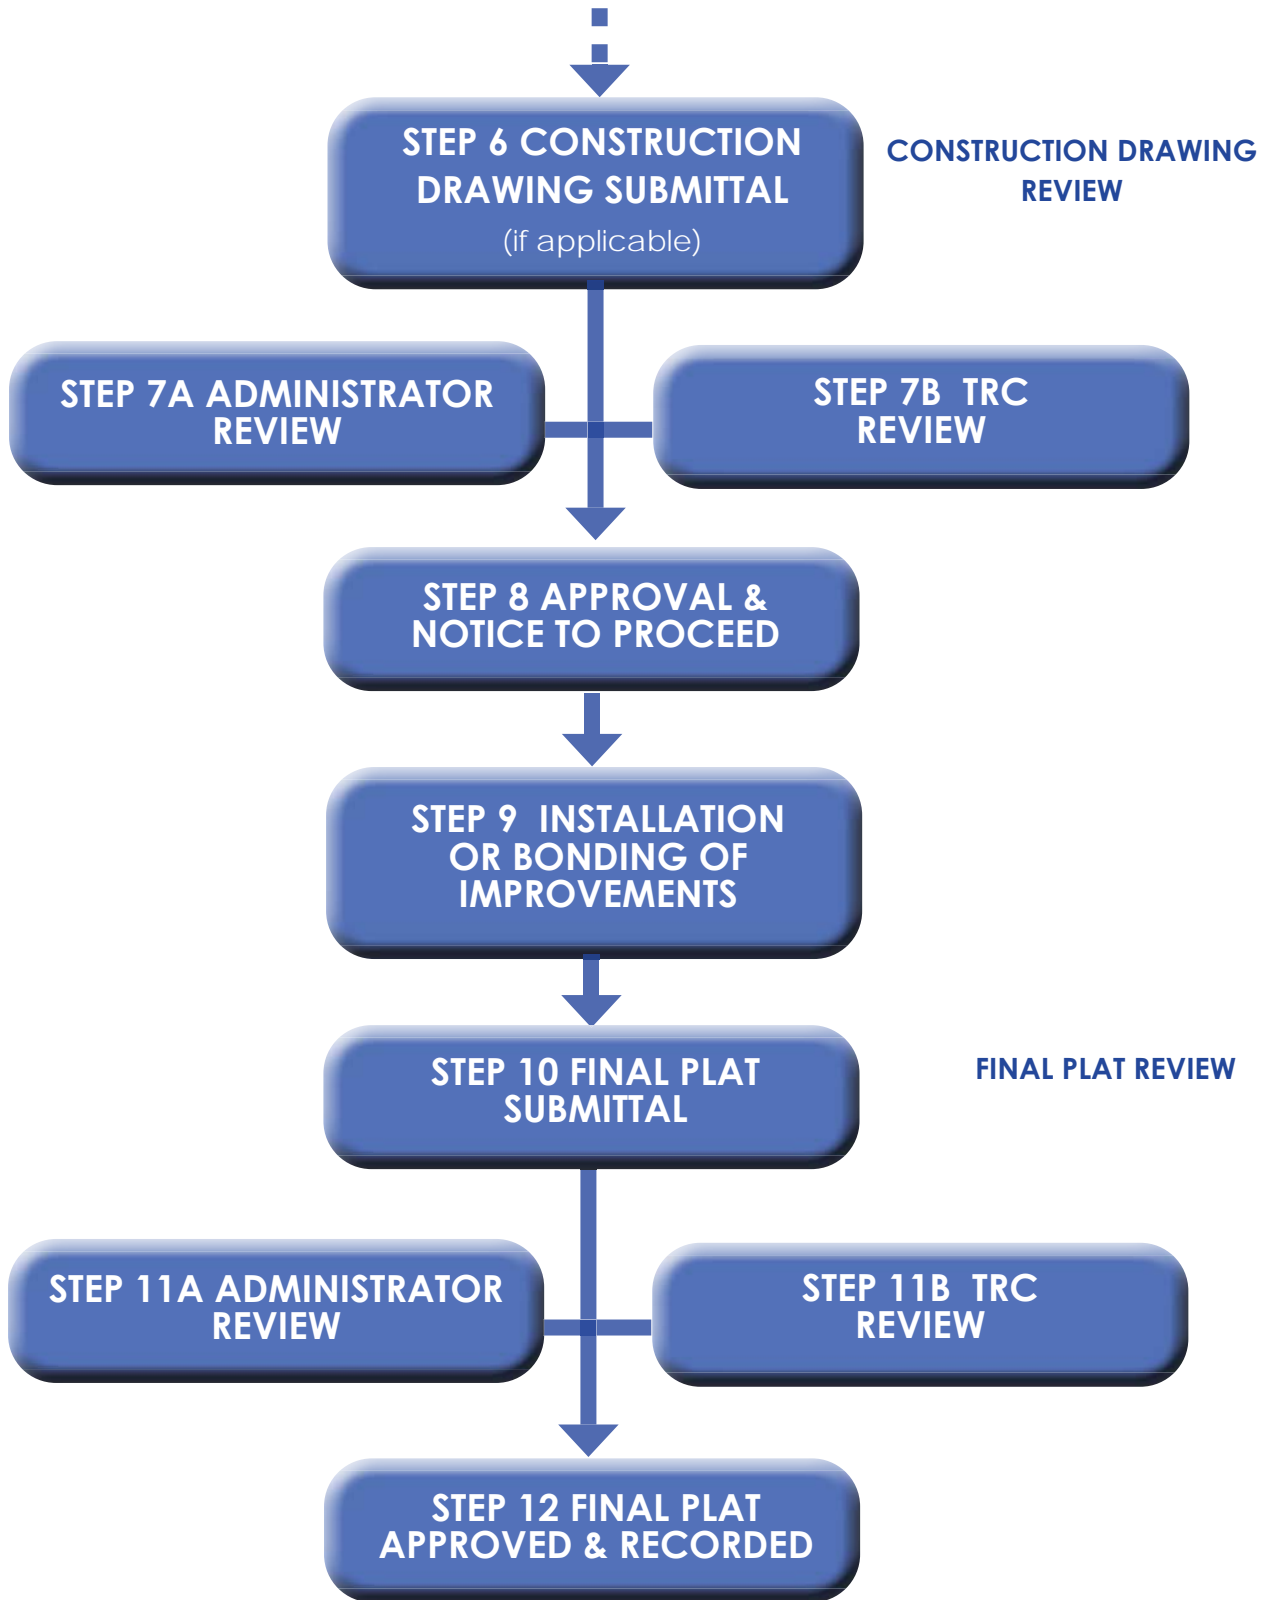 STEP 6 CONSTRUCTION
DRAWING SUBMITTAL
(if applicable)
CONSTRUCTION DRAWING
REVIEW
STEP 7A ADMINISTRATOR
REVIEW
STEP 7B TRC
REVIEW
STEP 8 APPROVAL &
NOTICE TO PROCEED
STEP 9 INSTALLATION
OR BONDING OF
IMPROVEMENTS
STEP 10 FINAL PLAT
SUBMITTAL
FINAL PLAT REVIEW
STEP 11A ADMINISTRATOR
REVIEW
STEP 11B TRC
REVIEW
STEP 12 FINAL PLAT
APPROVED & RECORDED